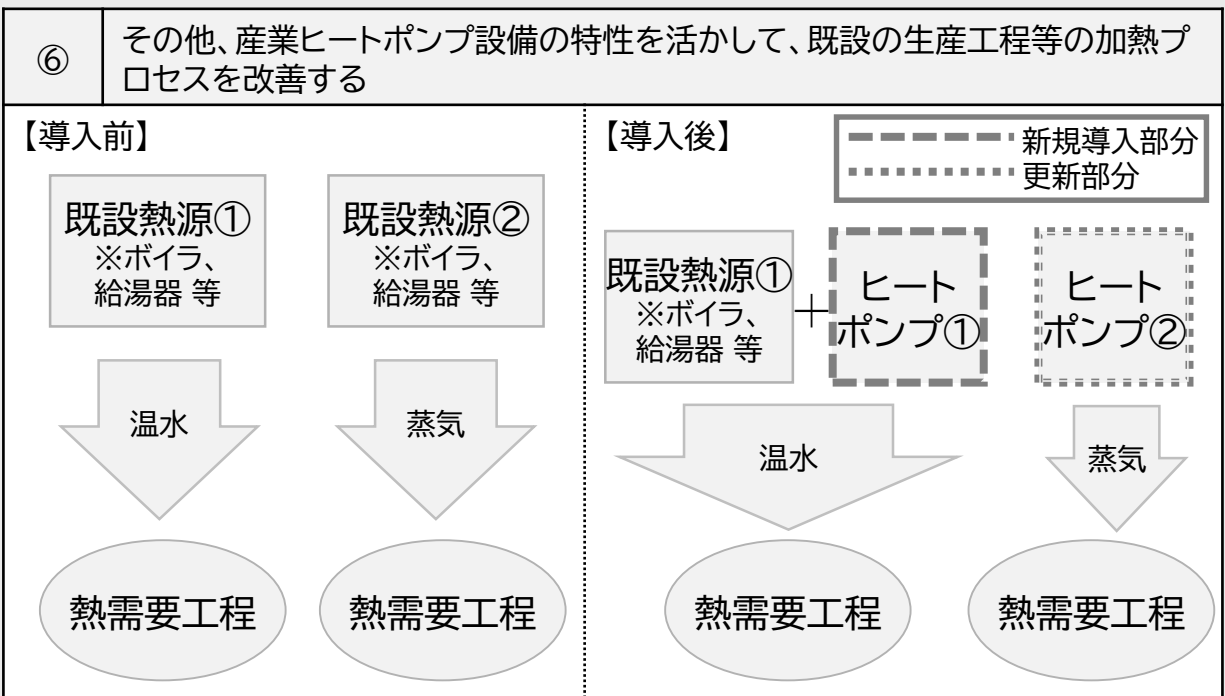 ⑥
その他、産業ヒートポンプ設備の特性を活かして、既設の生産工程等の加熱プ
ロセスを改善する
【導入前】
既設熱源①
※ボイラ、
給湯器 等
既設熱源②
※ボイラ、
給湯器 等
温水
蒸気
熱需要工程
熱需要工程
【導入後】
新規導入部分
更新部分
既設熱源①
※ボイラ、
給湯器 等
+
ヒート
ポンプ①
ヒート
ポンプ②
温水
蒸気
熱需要工程
熱需要工程